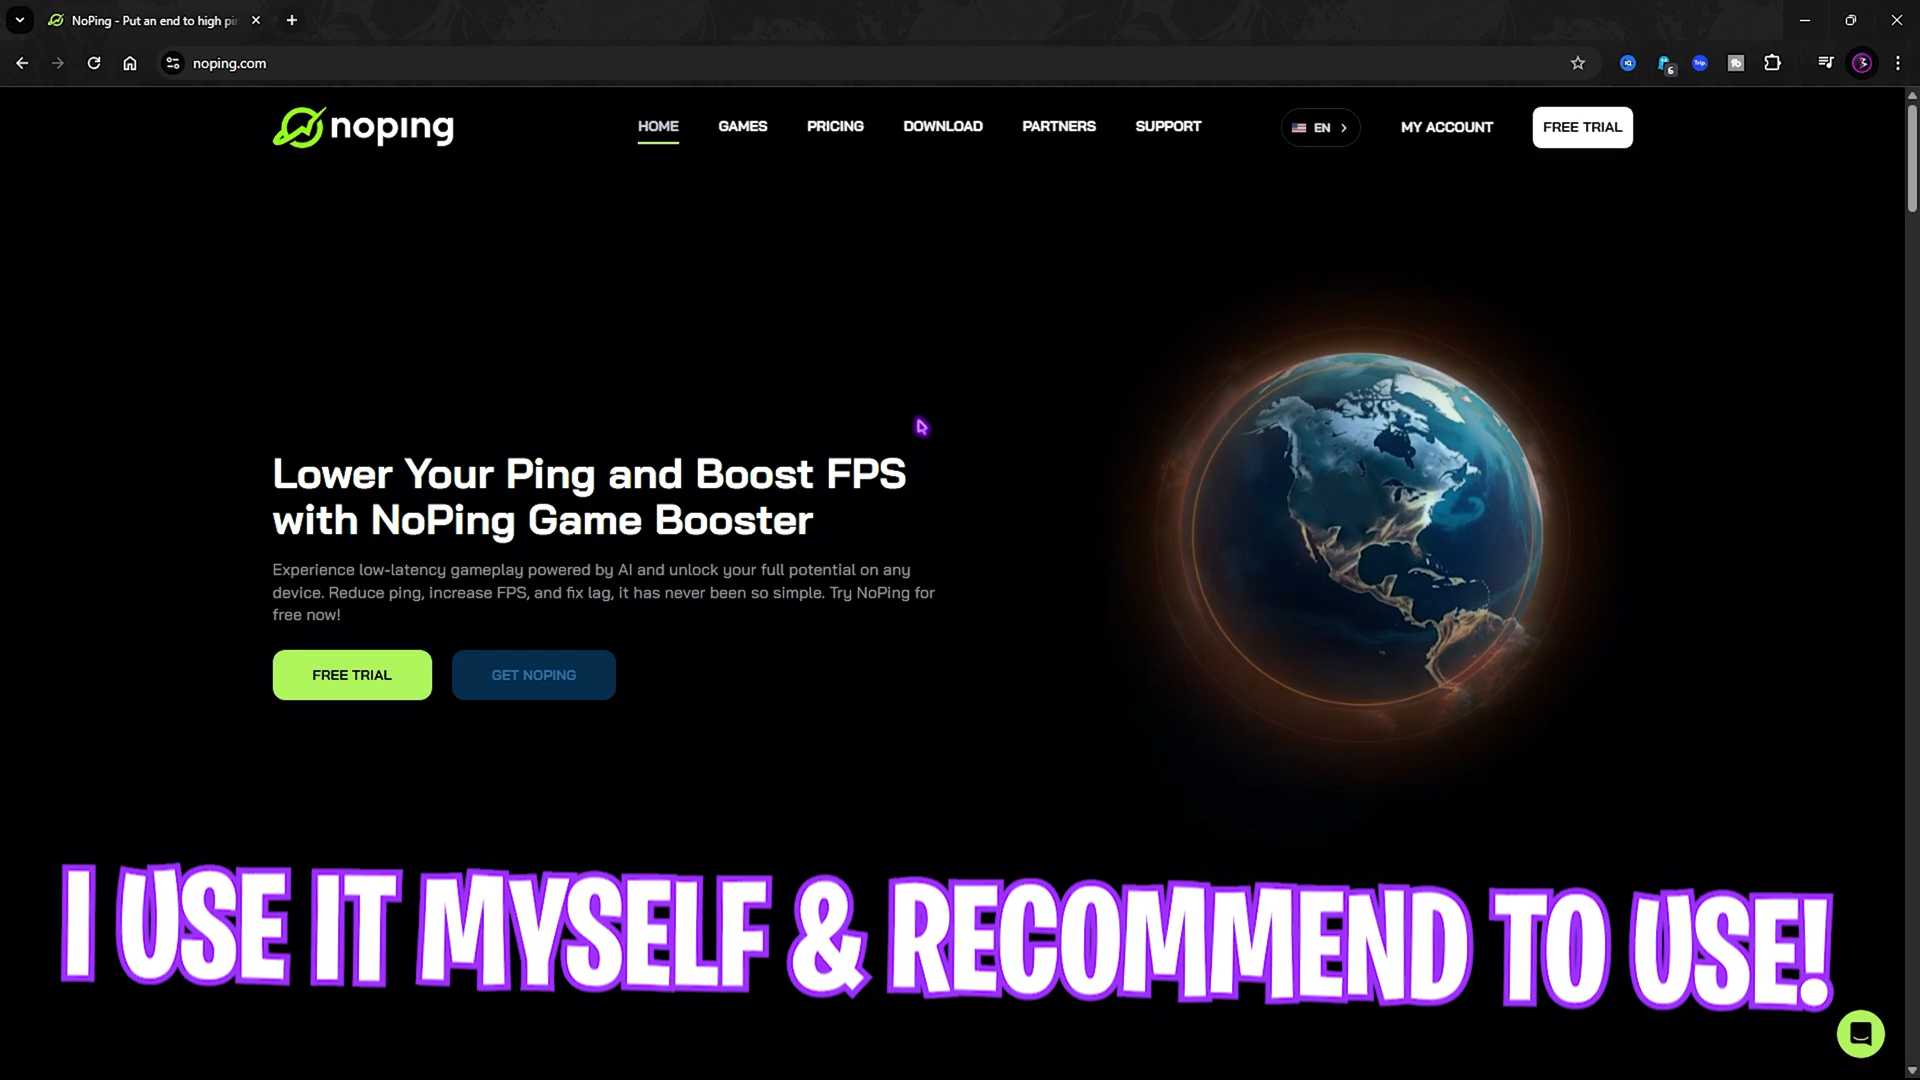 NoPing - Put an end to high pi
noping.com
6
Trip
noping
HOME
GAMES
PRICING
DOWNLOAD
PARTNERS
SUPPORT
EN
MY ACCOUNT
FREE TRIAL
Lower Your Ping and Boost FPS
with NoPing Game Booster
Experience low-latency gameplay powered by AI and unlock your full potential on any
device. Reduce ping, increase FPS, and fix lag, it has never been so simple. Try NoPing for
free now!
FREE TRIAL
GET NOPING
I USE IT MYSELF & RECOMMEND TO USE!